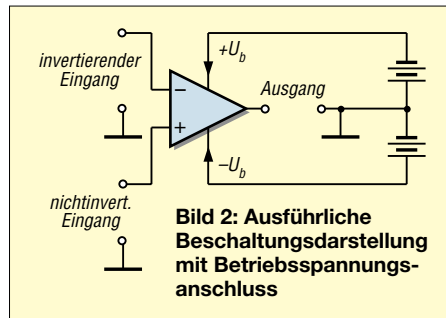 invertierender
Eingang
+U_b
−
+
Ausgang
−U_b
nichtinvert.
Eingang
Bild 2: Ausführliche
Beschaltungsdarstellung
mit Betriebsspannungs-
anschluss